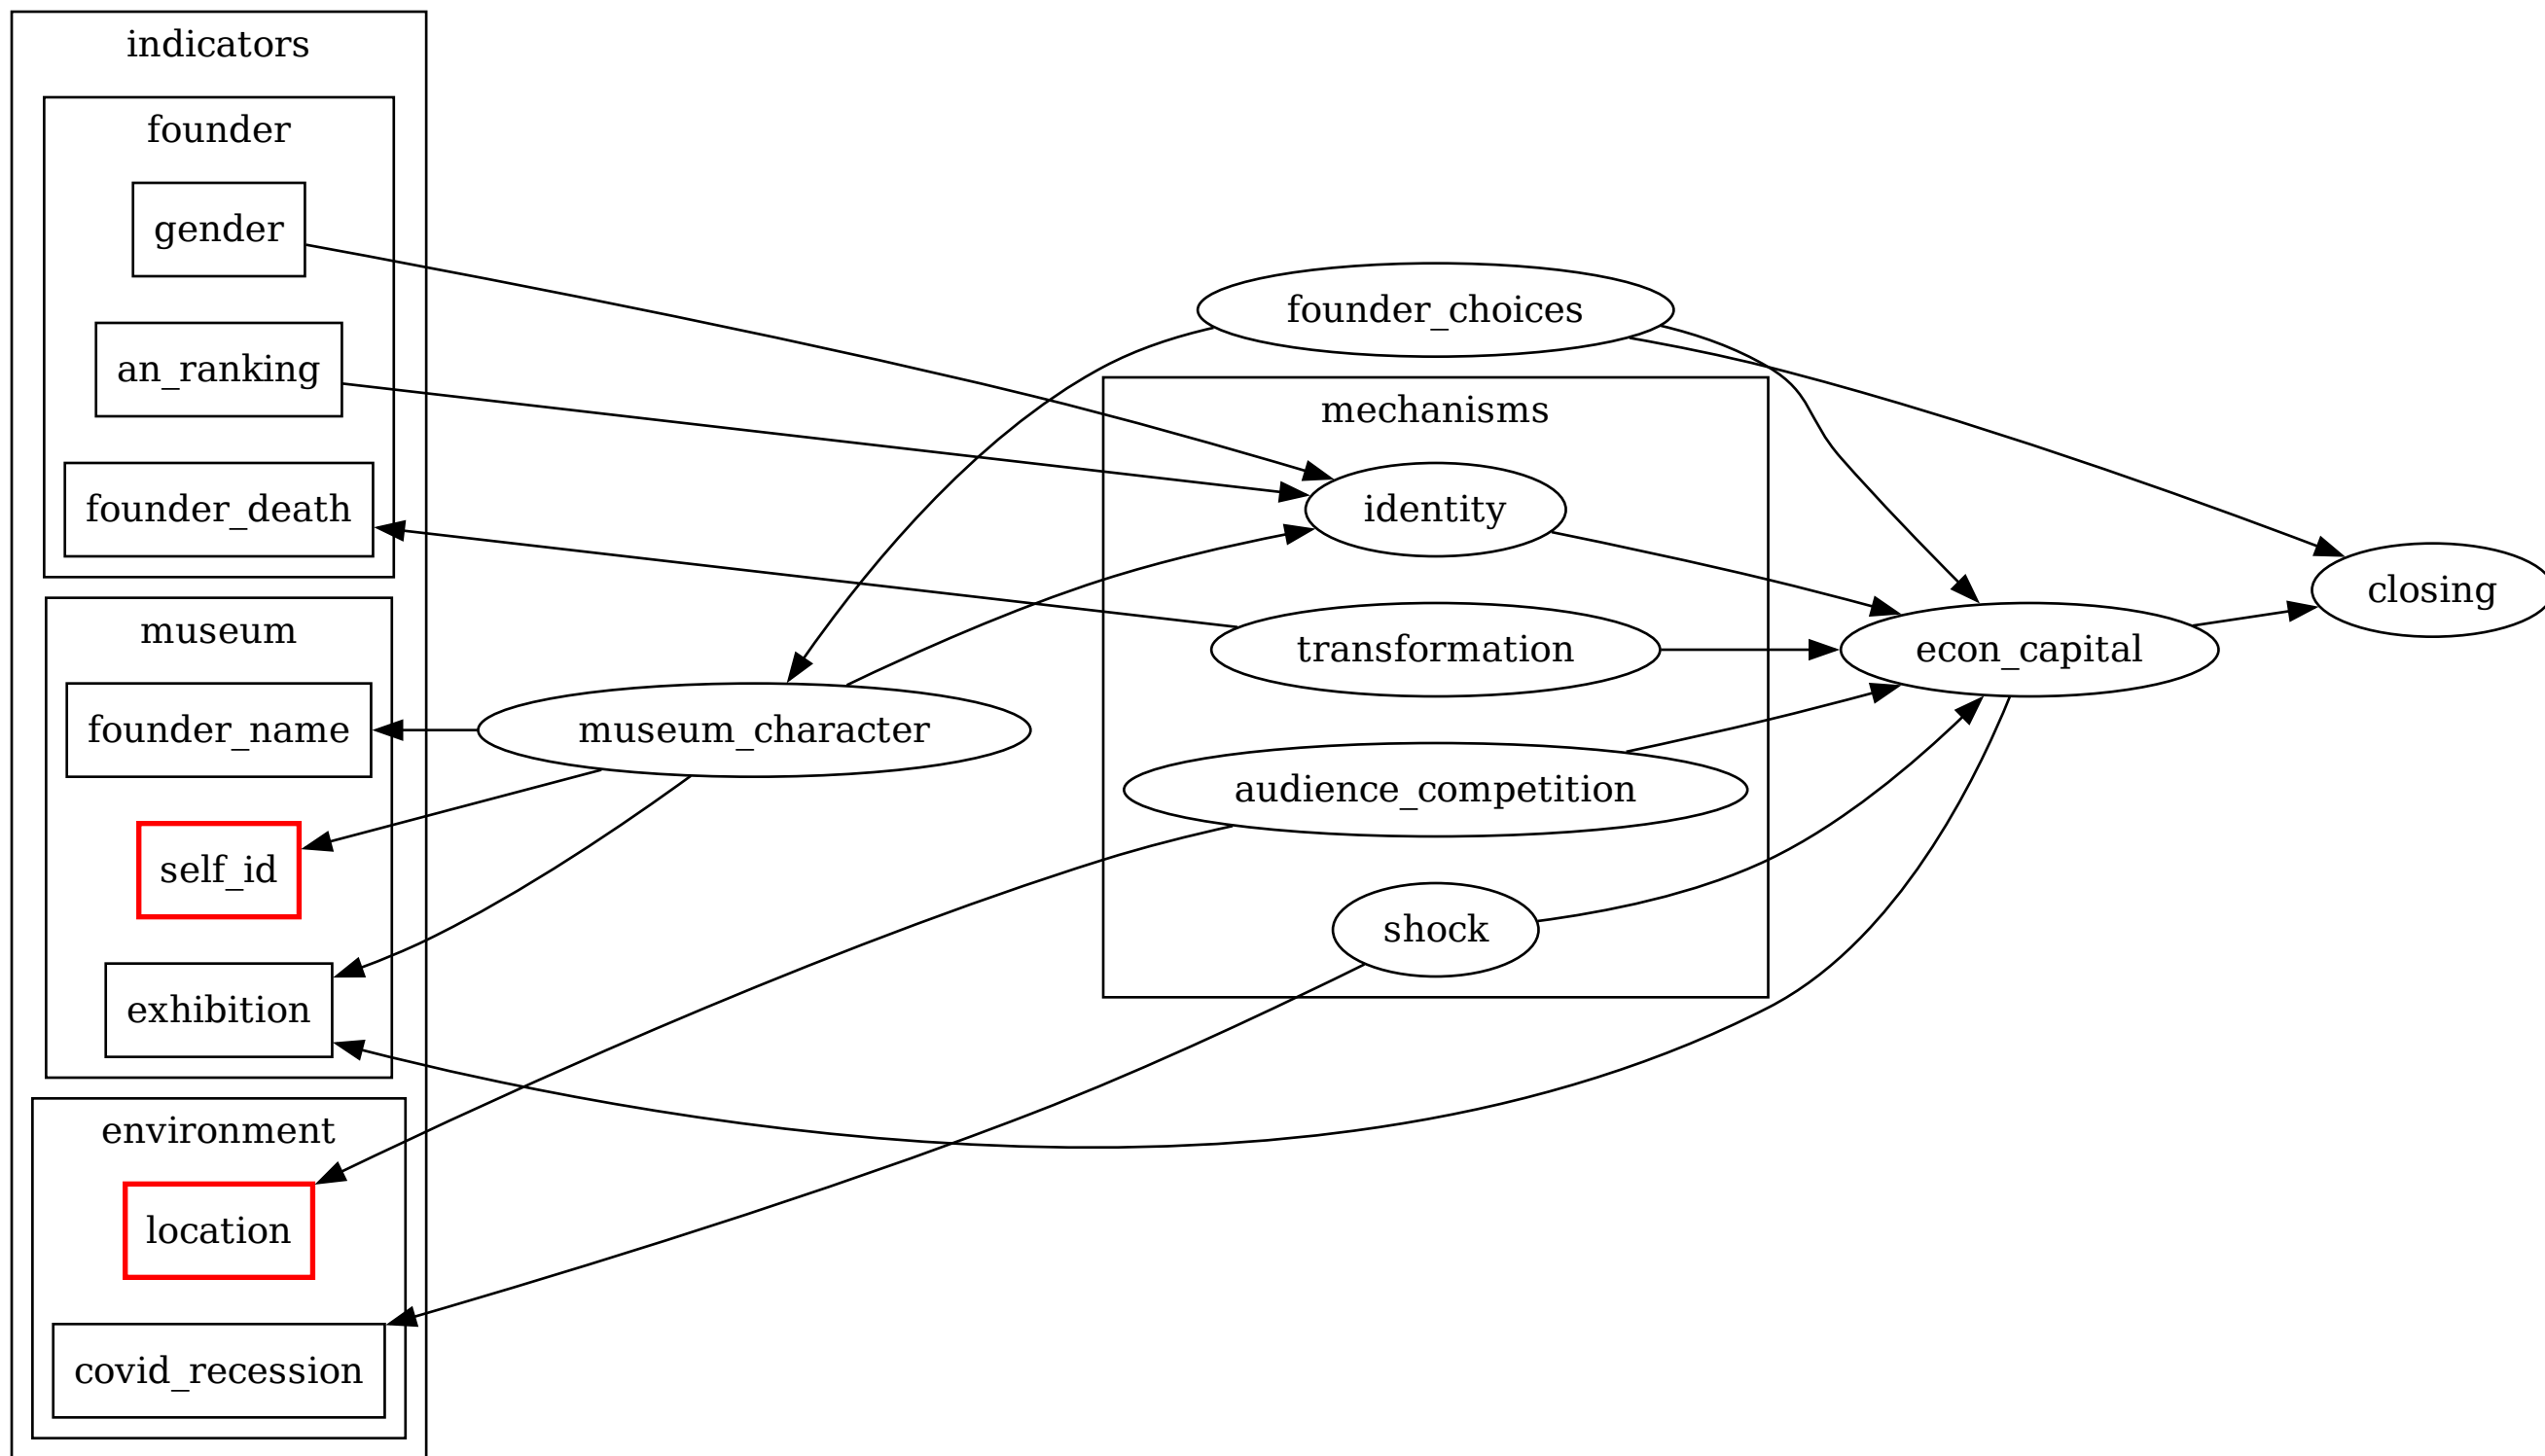 indicators
founder
gender
an_ranking
founder_death
museum
founder_name
self_id
exhibition
environment
location
covid_recession
museum_character
founder_choices
mechanisms
identity
transformation
audience_competition
shock
econ_capital
closing